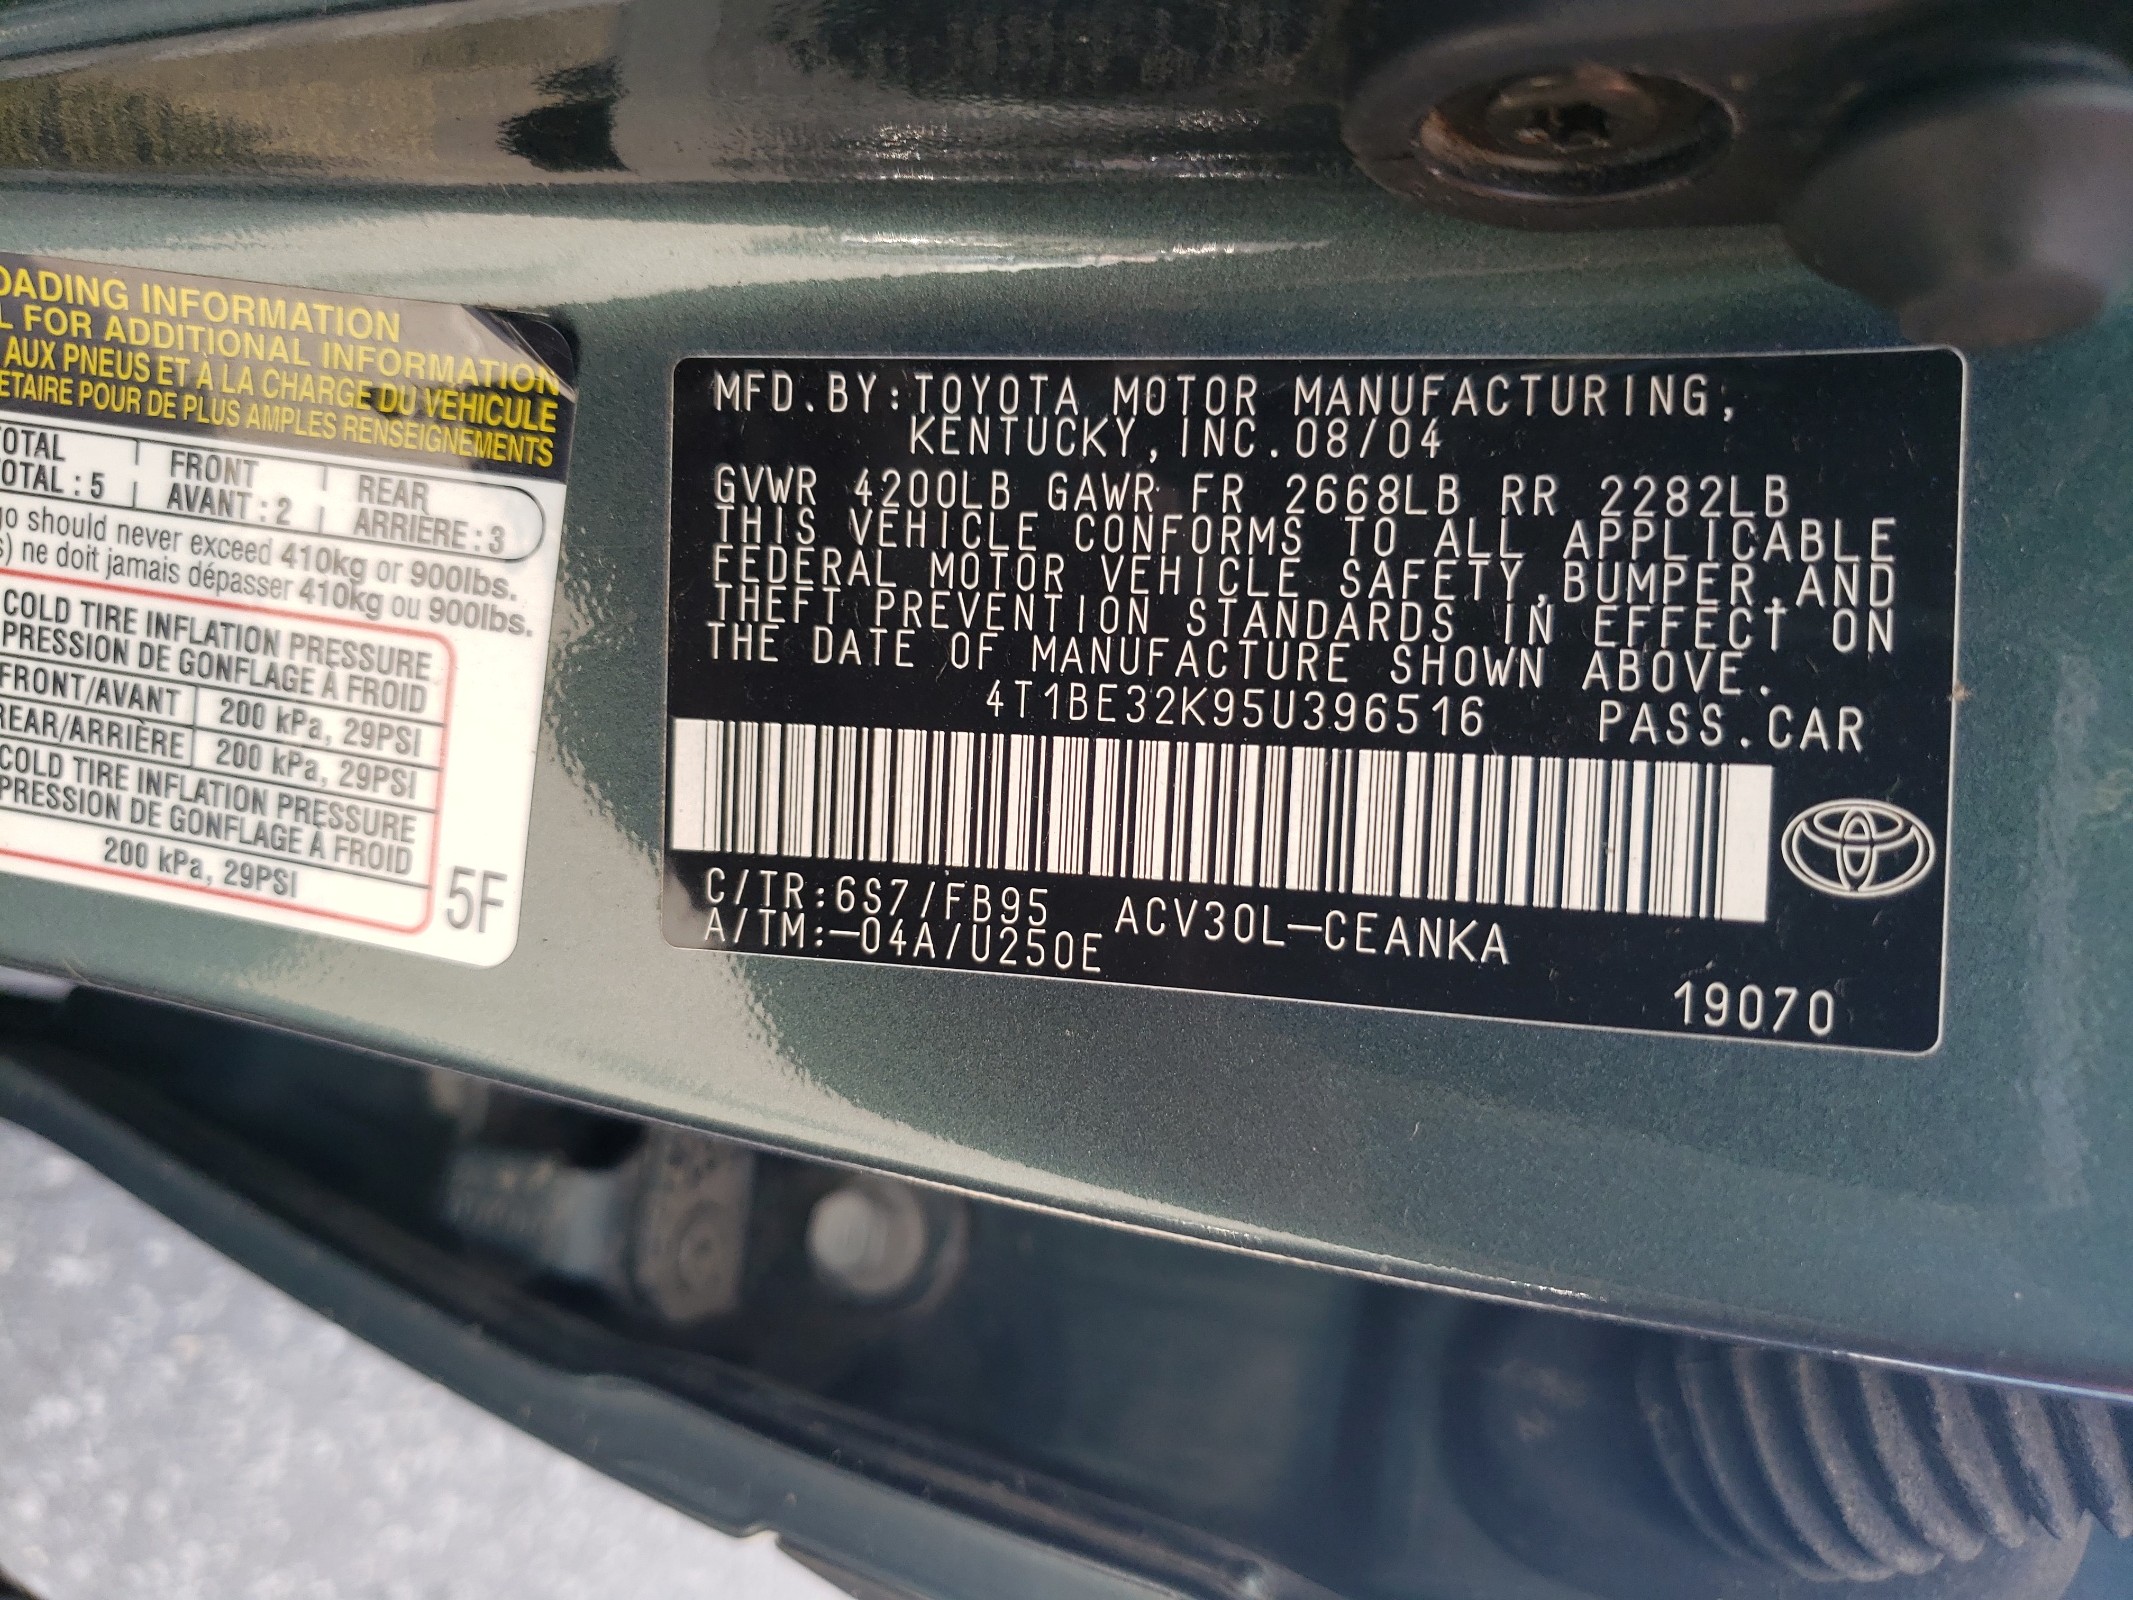 OADING INFORMATION
L FOR ADDITIONAL INFORMATION
AUX PNEUS ET À LA CHARGE DU VÉHICULE
ETAIRE POUR DE PLUS AMPLES RENSEIGNEMENTS
OTAL FRONT REAR
OTAL : 5 AVANT : 2 ARRIÈRE : 3
go should never exceed 410kg or 900lbs.
s) ne doit jamais dépasser 410kg ou 900lbs.
COLD TIRE INFLATION PRESSURE
PRESSION DE GONFLAGE À FROID
FRONT/AVANT 200 kPa, 29PSI
REAR/ARRIÈRE 200 kPa, 29PSI
COLD TIRE INFLATION PRESSURE
PRESSION DE GONFLAGE À FROID
200 kPa, 29PSI
5F
MFD.BY:TOYOTA MOTOR MANUFACTURING,
KENTUCKY,INC.08/04
GVWR 4200LB GAWR FR 2668LB RR 2282LB
THIS VEHICLE CONFORMS TO ALL APPLICABLE
FEDERAL MOTOR VEHICLE SAFETY,BUMPER,AND
THEFT PREVENTION STANDARDS IN EFFECT ON
THE DATE OF MANUFACTURE SHOWN ABOVE.
4T1BE32K95U396516 PASS.CAR
C/TR:6S7/FB95 ACV30L-CEANKA
A/TM:-04A/U250E
19070